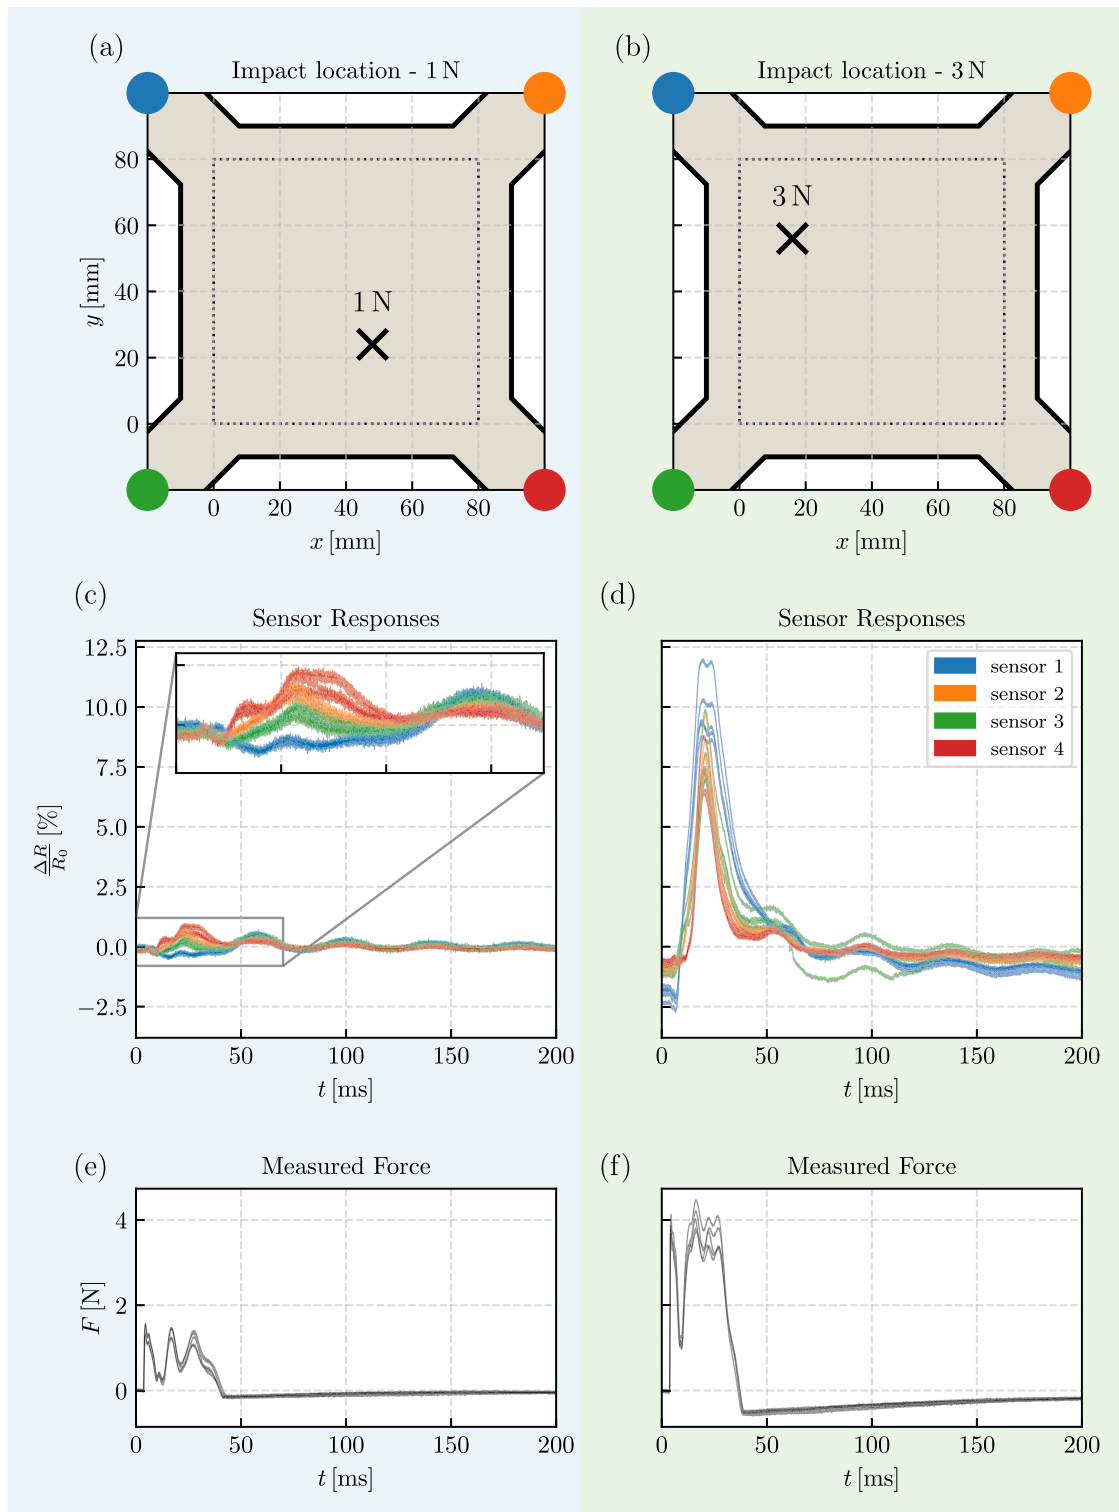 (a)
Impact location - 1 N
80
60
40
20
0
y [mm]
1 N
0 20 40 60 80
x [mm]
(b)
Impact location - 3 N
3 N
0 20 40 60 80
x [mm]
(c)
Sensor Responses
12.5
10.0
7.5
5.0
2.5
0.0
−2.5
ΔR/R₀ [%]
0 50 100 150 200
t [ms]
(d)
Sensor Responses
sensor 1
sensor 2
sensor 3
sensor 4
0 50 100 150 200
t [ms]
(e)
Measured Force
4
2
0
F [N]
0 50 100 150 200
t [ms]
(f)
Measured Force
0 50 100 150 200
t [ms]